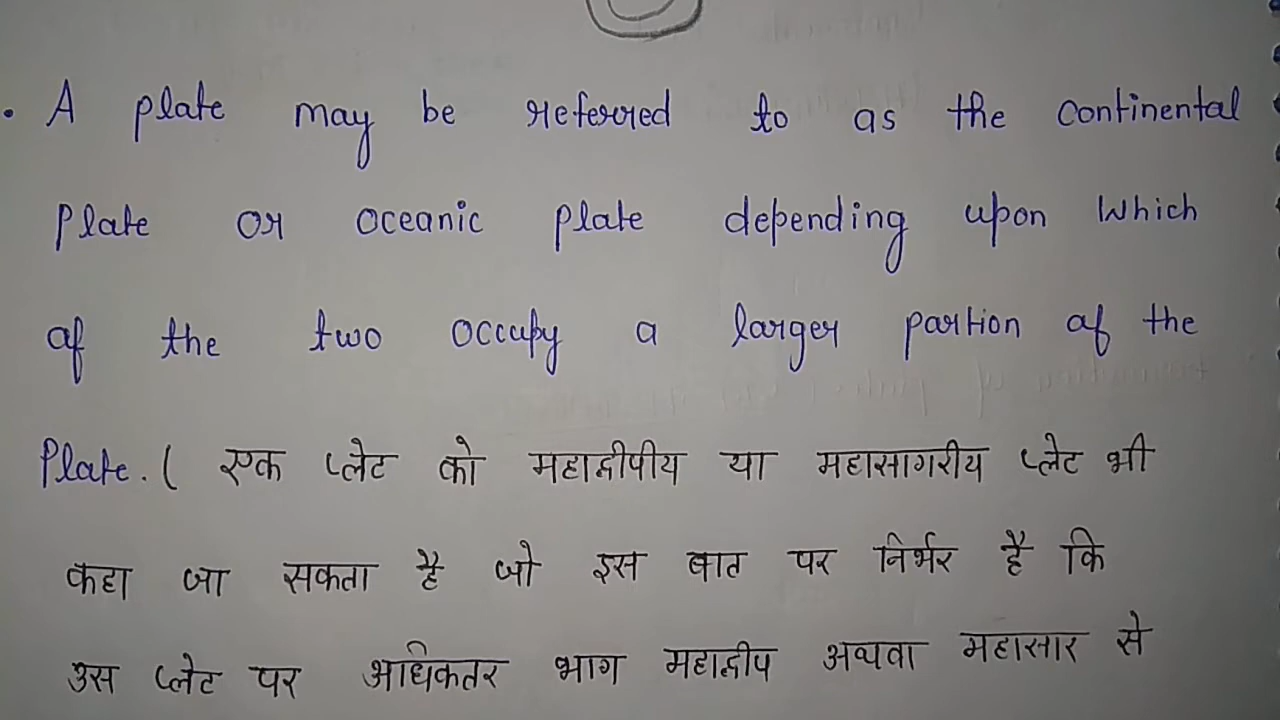 • A plate may be referred to as the continental
Plate or oceanic plate depending upon which
of the two occupy a larger partion of the
Plate. ( एक प्लेट को महाद्वीपीय या महासागरीय प्लेट भी
कहा जा सकता है जो इस बात पर निर्भर है कि
उस प्लेट पर अधिकतर भाग महाद्वीप अथवा महासार से